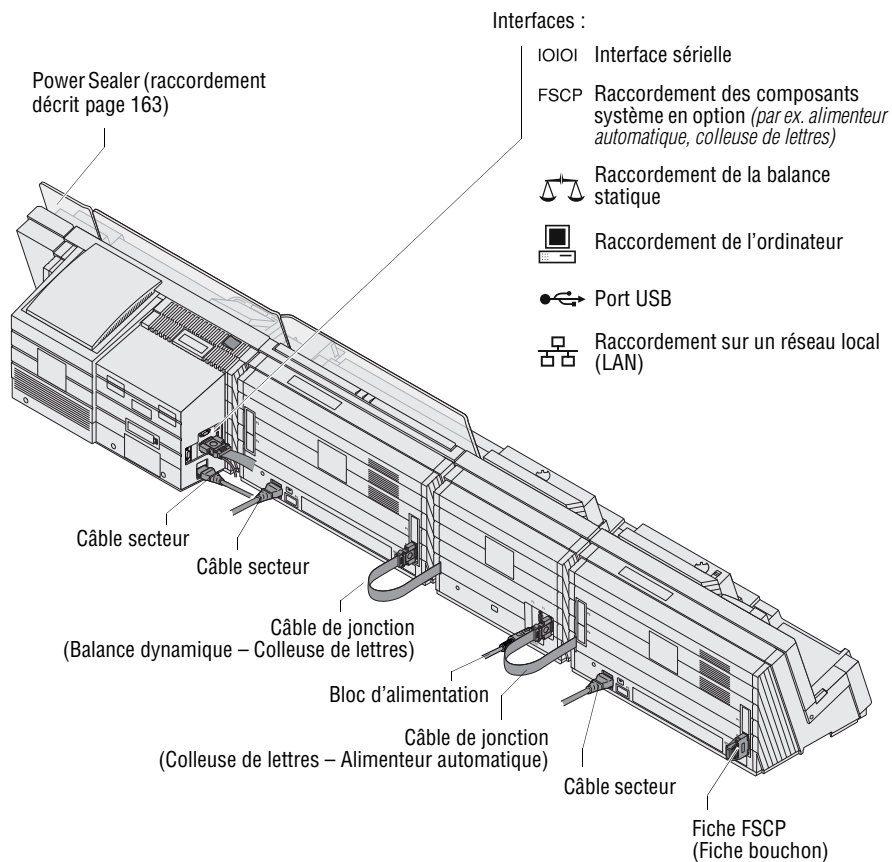 Interfaces :
IOIOI Interface sérielle
Power Sealer (raccordement
décrit page 163)
FSCP Raccordement des composants
système en option (par ex. alimenteur
automatique, colleuse de lettres)
Raccordement de la balance
statique
Raccordement de l'ordinateur
Port USB
Raccordement sur un réseau local
(LAN)
Câble secteur
Câble secteur
Câble de jonction
(Balance dynamique – Colleuse de lettres)
Bloc d'alimentation
Câble de jonction
(Colleuse de lettres – Alimenteur automatique)
Câble secteur
Fiche FSCP
(Fiche bouchon)